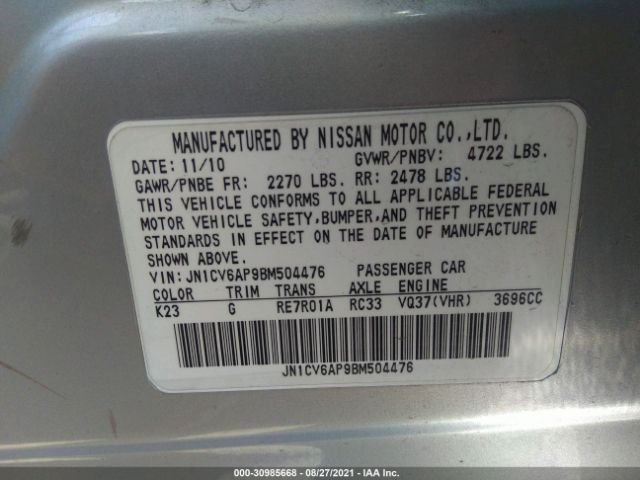 MANUFACTURED BY NISSAN MOTOR CO.,LTD.
DATE: 11/10 GVWR/PNBV: 4722 LBS.
GAWR/PNBE FR: 2270 LBS. RR: 2478 LBS.
THIS VEHICLE CONFORMS TO ALL APPLICABLE FEDERAL
MOTOR VEHICLE SAFETY,BUMPER,AND THEFT PREVENTION
STANDARDS IN EFFECT ON THE DATE OF MANUFACTURE
SHOWN ABOVE.
VIN: JN1CV6AP9BM504476 PASSENGER CAR
COLOR TRIM TRANS AXLE ENGINE
K23 G RE7R01A RC33 VQ37(VHR) 3696CC
JN1CV6AP9BM504476
000-30985668 - 08/27/2021 - IAA Inc.